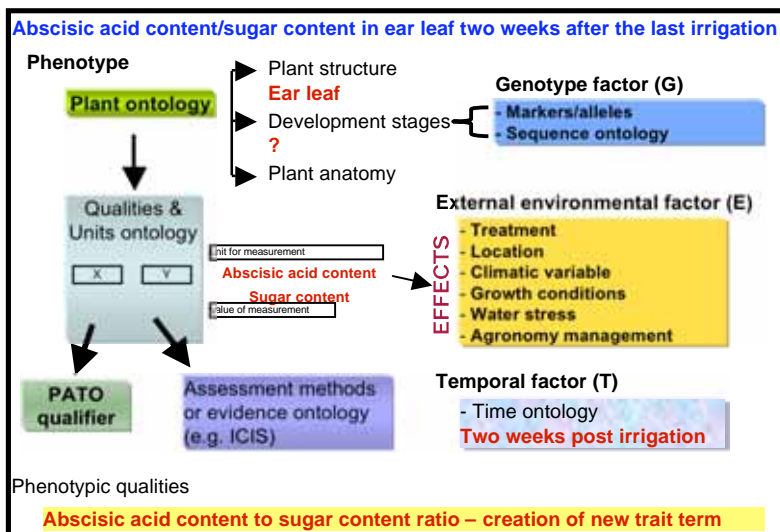 Abscisic acid content/sugar content in ear leaf two weeks after the last irrigation
Phenotype
Plant ontology
Plant structure
Ear leaf
Development stages
?
Plant anatomy
Genotype factor (G)
- Markers/alleles
- Sequence ontology
Qualities &
Units ontology
X Y
Unit for measurement
Abscisic acid content
Sugar content
Value of measurement
External environmental factor (E)
EFFECTS
- Treatment
- Location
- Climatic variable
- Growth conditions
- Water stress
- Agronomy management
PATO
qualifier
Assessment methods
or evidence ontology
(e.g. ICIS)
Temporal factor (T)
- Time ontology
Two weeks post irrigation
Phenotypic qualities
Abscisic acid content to sugar content ratio – creation of new trait term